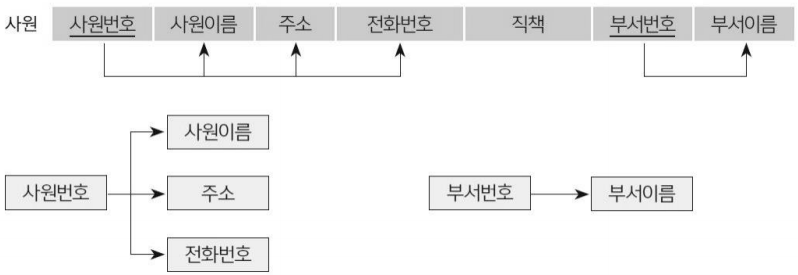 사원 사원번호 사원이름 주소 전화번호 직책 부서번호 부서이름
사원이름
사원번호 주소 부서번호 부서이름
전화번호